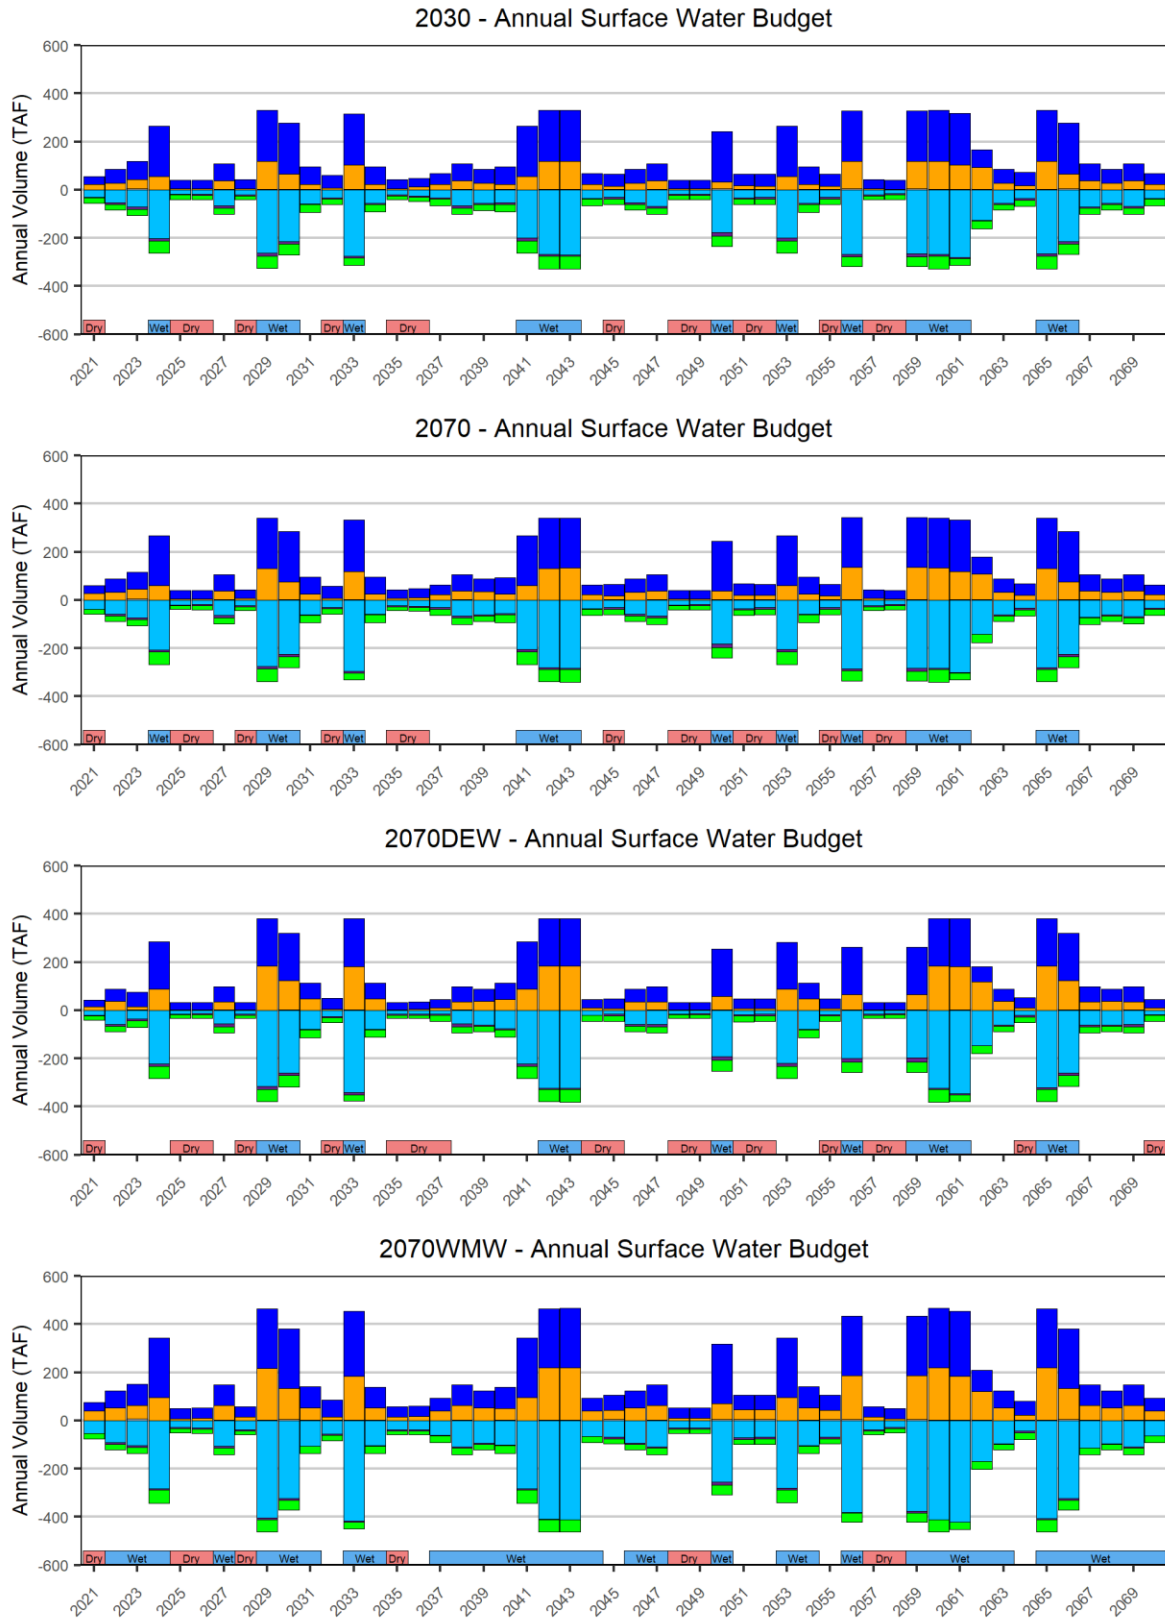 2030 - Annual Surface Water Budget
Annual Volume (TAF)
600
400
200
0
-200
-400
-600
Dry Wet Dry Dry Wet Dry Wet Dry Wet Dry Dry Wet Dry Wet Dry Wet Dry Wet Wet
2021 2023 2025 2027 2029 2031 2033 2035 2037 2039 2041 2043 2045 2047 2049 2051 2053 2055 2057 2059 2061 2063 2065 2067 2069
2070 - Annual Surface Water Budget
Annual Volume (TAF)
600
400
200
0
-200
-400
-600
Dry Wet Dry Dry Wet Dry Wet Dry Wet Dry Dry Wet Dry Wet Dry Wet Dry Wet Wet
2021 2023 2025 2027 2029 2031 2033 2035 2037 2039 2041 2043 2045 2047 2049 2051 2053 2055 2057 2059 2061 2063 2065 2067 2069
2070DEW - Annual Surface Water Budget
Annual Volume (TAF)
600
400
200
0
-200
-400
-600
Dry Dry Dry Wet Dry Wet Dry Wet Dry Dry Wet Dry Dry Wet Dry Wet Dry Wet Dry
2021 2023 2025 2027 2029 2031 2033 2035 2037 2039 2041 2043 2045 2047 2049 2051 2053 2055 2057 2059 2061 2063 2065 2067 2069
2070WMW - Annual Surface Water Budget
Annual Volume (TAF)
600
400
200
0
-200
-400
-600
Dry Wet Dry Wet Dry Wet Wet Dry Wet Wet Dry Wet Wet Wet Dry Wet Wet
2021 2023 2025 2027 2029 2031 2033 2035 2037 2039 2041 2043 2045 2047 2049 2051 2053 2055 2057 2059 2061 2063 2065 2067 2069